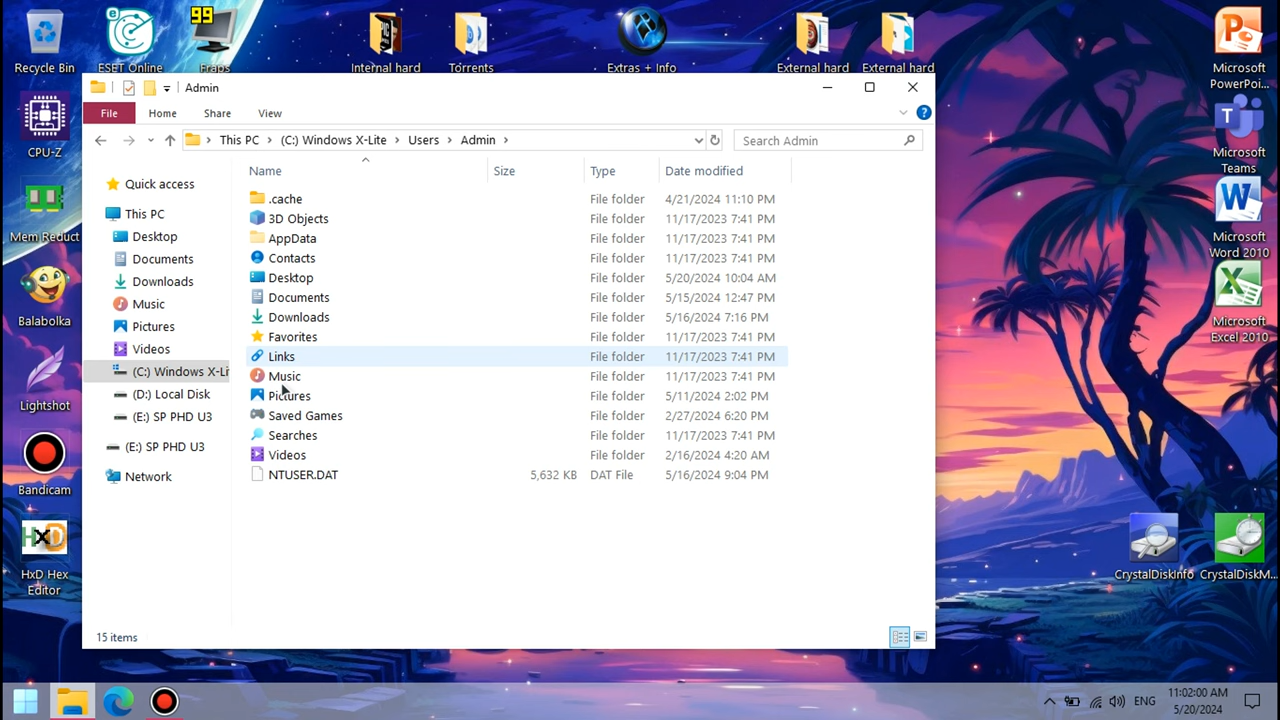 Recycle Bin
ESET Online
99
Fraps
Internal hard
Torrents
Extras + Info
External hard
External hard
Microsoft
PowerPoi...
CPU-Z
Mem Reduct
Balabolka
Lightshot
Bandicam
HxD
HxD Hex
Editor
Microsoft
Teams
Microsoft
Word 2010
Microsoft
Excel 2010
CrystalDiskInfo
CrystalDiskM...
Admin
File
Home
Share
View
This PC
(C:) Windows X-Lite
Users
Admin
Search Admin
Quick access
This PC
Desktop
Documents
Downloads
Music
Pictures
Videos
(C:) Windows X-Li
(D:) Local Disk
(E:) SP PHD U3
(E:) SP PHD U3
Network
Name Size Type Date modified
.cache File folder 4/21/2024 11:10 PM
3D Objects File folder 11/17/2023 7:41 PM
AppData File folder 11/17/2023 7:41 PM
Contacts File folder 11/17/2023 7:41 PM
Desktop File folder 5/20/2024 10:04 AM
Documents File folder 5/15/2024 12:47 PM
Downloads File folder 5/16/2024 7:16 PM
Favorites File folder 11/17/2023 7:41 PM
Links File folder 11/17/2023 7:41 PM
Music File folder 11/17/2023 7:41 PM
Pictures File folder 5/11/2024 2:02 PM
Saved Games File folder 2/27/2024 6:20 PM
Searches File folder 11/17/2023 7:41 PM
Videos File folder 2/16/2024 4:20 AM
NTUSER.DAT 5,632 KB DAT File 5/16/2024 9:04 PM
15 items
ENG
11:02:00 AM
5/20/2024